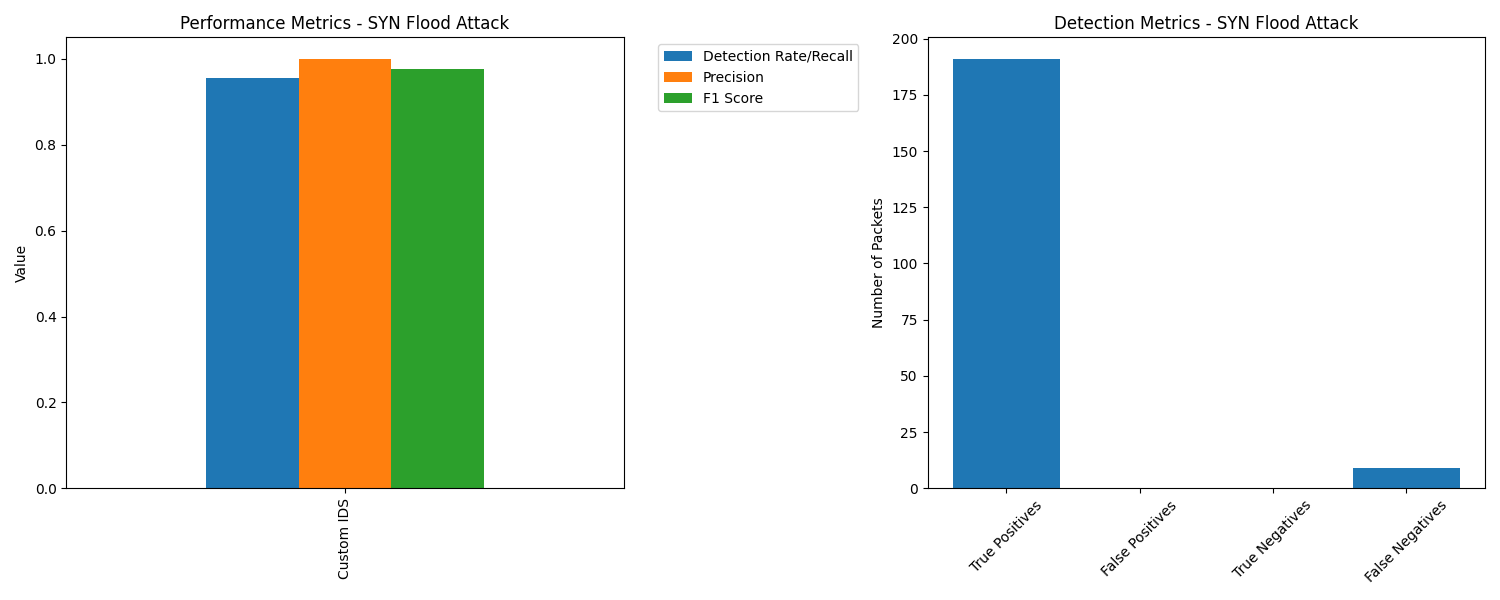 Performance Metrics - SYN Flood Attack
1.0
0.8
0.6
0.4
0.2
0.0
Value
Custom IDS
Detection Rate/Recall
Precision
F1 Score
Detection Metrics - SYN Flood Attack
200
175
150
125
100
75
50
25
0
Number of Packets
True Positives
False Positives
True Negatives
False Negatives